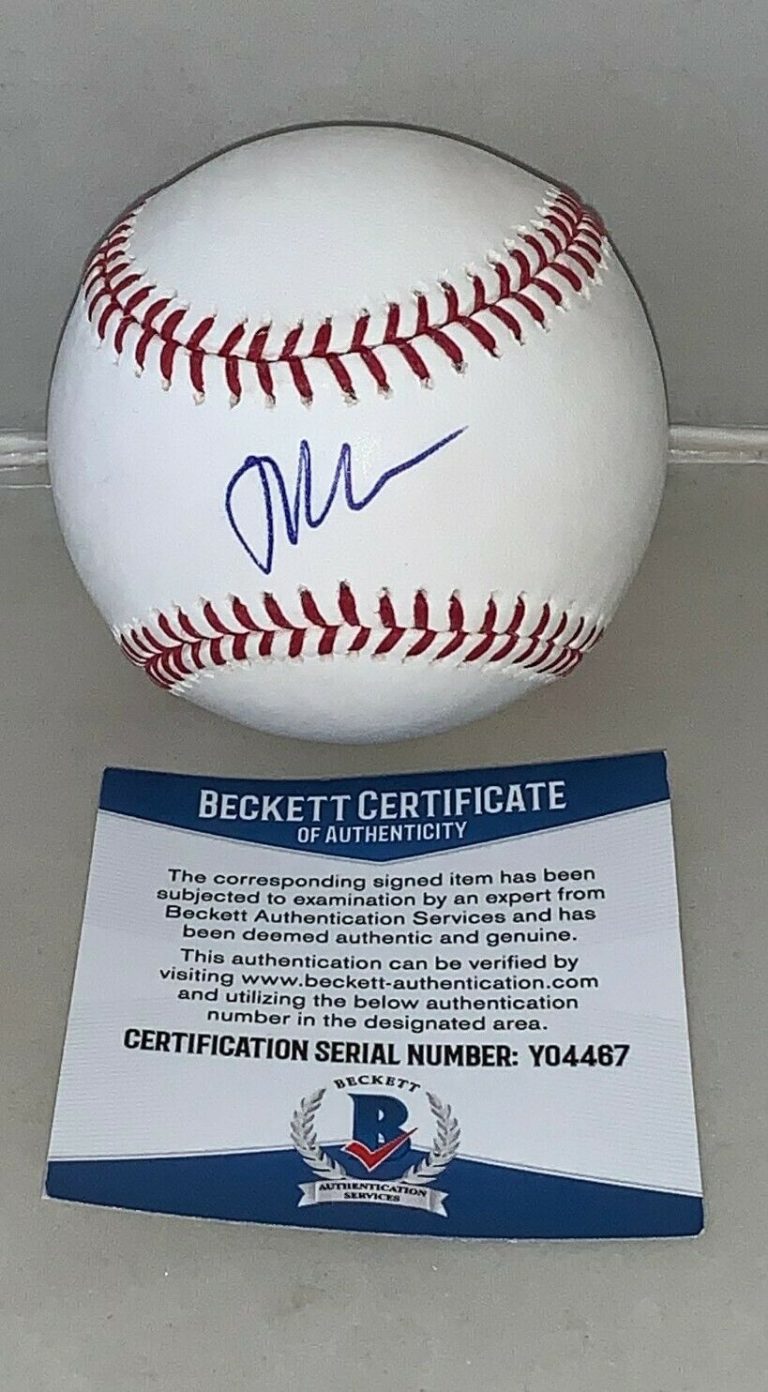 BECKETT CERTIFICATE
OF AUTHENTICITY
The corresponding signed item has been
subjected to examination by an expert from
Beckett Authentication Services and has
been deemed authentic and genuine.
This authentication can be verified by
visiting www.beckett-authentication.com
and utilizing the below authentication
number in the designated area.
CERTIFICATION SERIAL NUMBER: Y04467
BECKETT
B
AUTHENTICATION
SERVICES